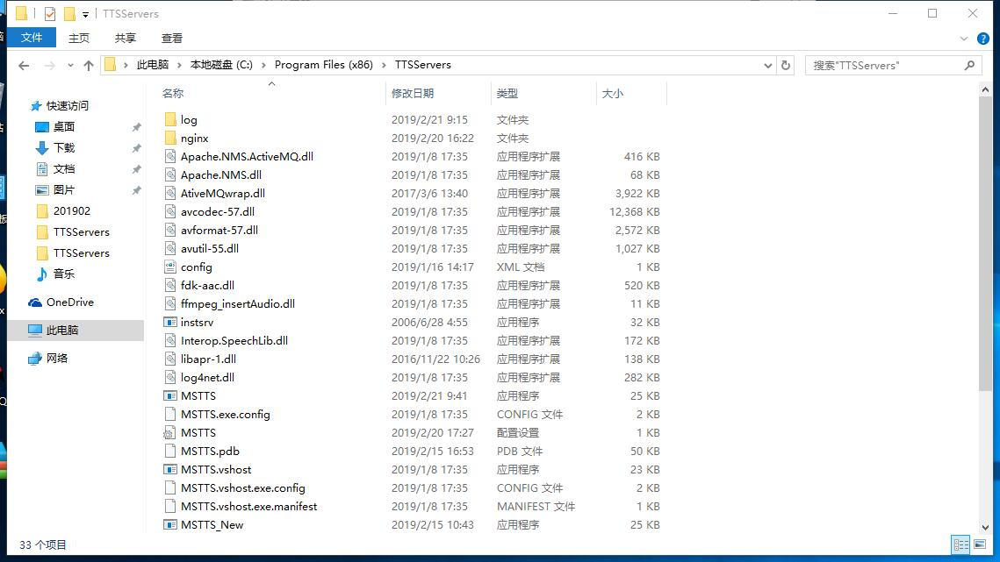 TTSServers
文件 主页 共享 查看
此电脑 本地磁盘 (C:) Program Files (x86) TTSServers 搜索"TTSServers"
名称 修改日期 类型 大小
快速访问
桌面
下载
文档
图片
201902
TTSServers
TTSServers
音乐
OneDrive
此电脑
网络
log 2019/2/21 9:15 文件夹
nginx 2019/2/20 16:22 文件夹
Apache.NMS.ActiveMQ.dll 2019/1/8 17:35 应用程序扩展 416 KB
Apache.NMS.dll 2019/1/8 17:35 应用程序扩展 68 KB
AtiveMQwrap.dll 2017/3/6 13:40 应用程序扩展 3,922 KB
avcodec-57.dll 2019/1/8 17:35 应用程序扩展 12,368 KB
avformat-57.dll 2019/1/8 17:35 应用程序扩展 2,572 KB
avutil-55.dll 2019/1/8 17:35 应用程序扩展 1,027 KB
config 2019/1/16 14:17 XML 文档 1 KB
fdk-aac.dll 2019/1/8 17:35 应用程序扩展 520 KB
ffmpeg_insertAudio.dll 2019/1/8 17:35 应用程序扩展 11 KB
instsrv 2006/6/28 4:55 应用程序 32 KB
Interop.SpeechLib.dll 2019/1/8 17:35 应用程序扩展 172 KB
libapr-1.dll 2016/11/22 10:26 应用程序扩展 138 KB
log4net.dll 2019/1/8 17:35 应用程序扩展 282 KB
MSTTS 2019/2/21 9:41 应用程序 25 KB
MSTTS.exe.config 2019/1/8 17:35 CONFIG 文件 2 KB
MSTTS 2019/2/20 17:27 配置设置 1 KB
MSTTS.pdb 2019/2/15 16:53 PDB 文件 50 KB
MSTTS.vshost 2019/1/8 17:35 应用程序 23 KB
MSTTS.vshost.exe.config 2019/1/8 17:35 CONFIG 文件 2 KB
MSTTS.vshost.exe.manifest 2019/1/8 17:35 MANIFEST 文件 1 KB
MSTTS_New 2019/2/15 10:43 应用程序 25 KB
33 个项目